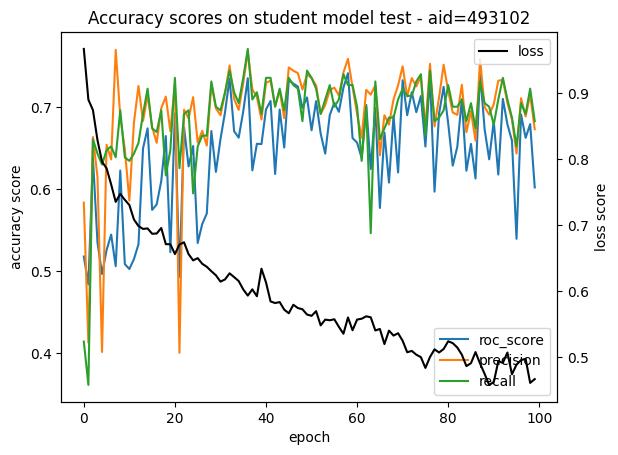 Accuracy scores on student model test - aid=493102
loss
0.7
0.6
0.5
0.4
accuracy score
0.9
0.8
0.7
0.6
0.5
loss score
roc_score
precision
recall
0
20
40
60
80
100
epoch